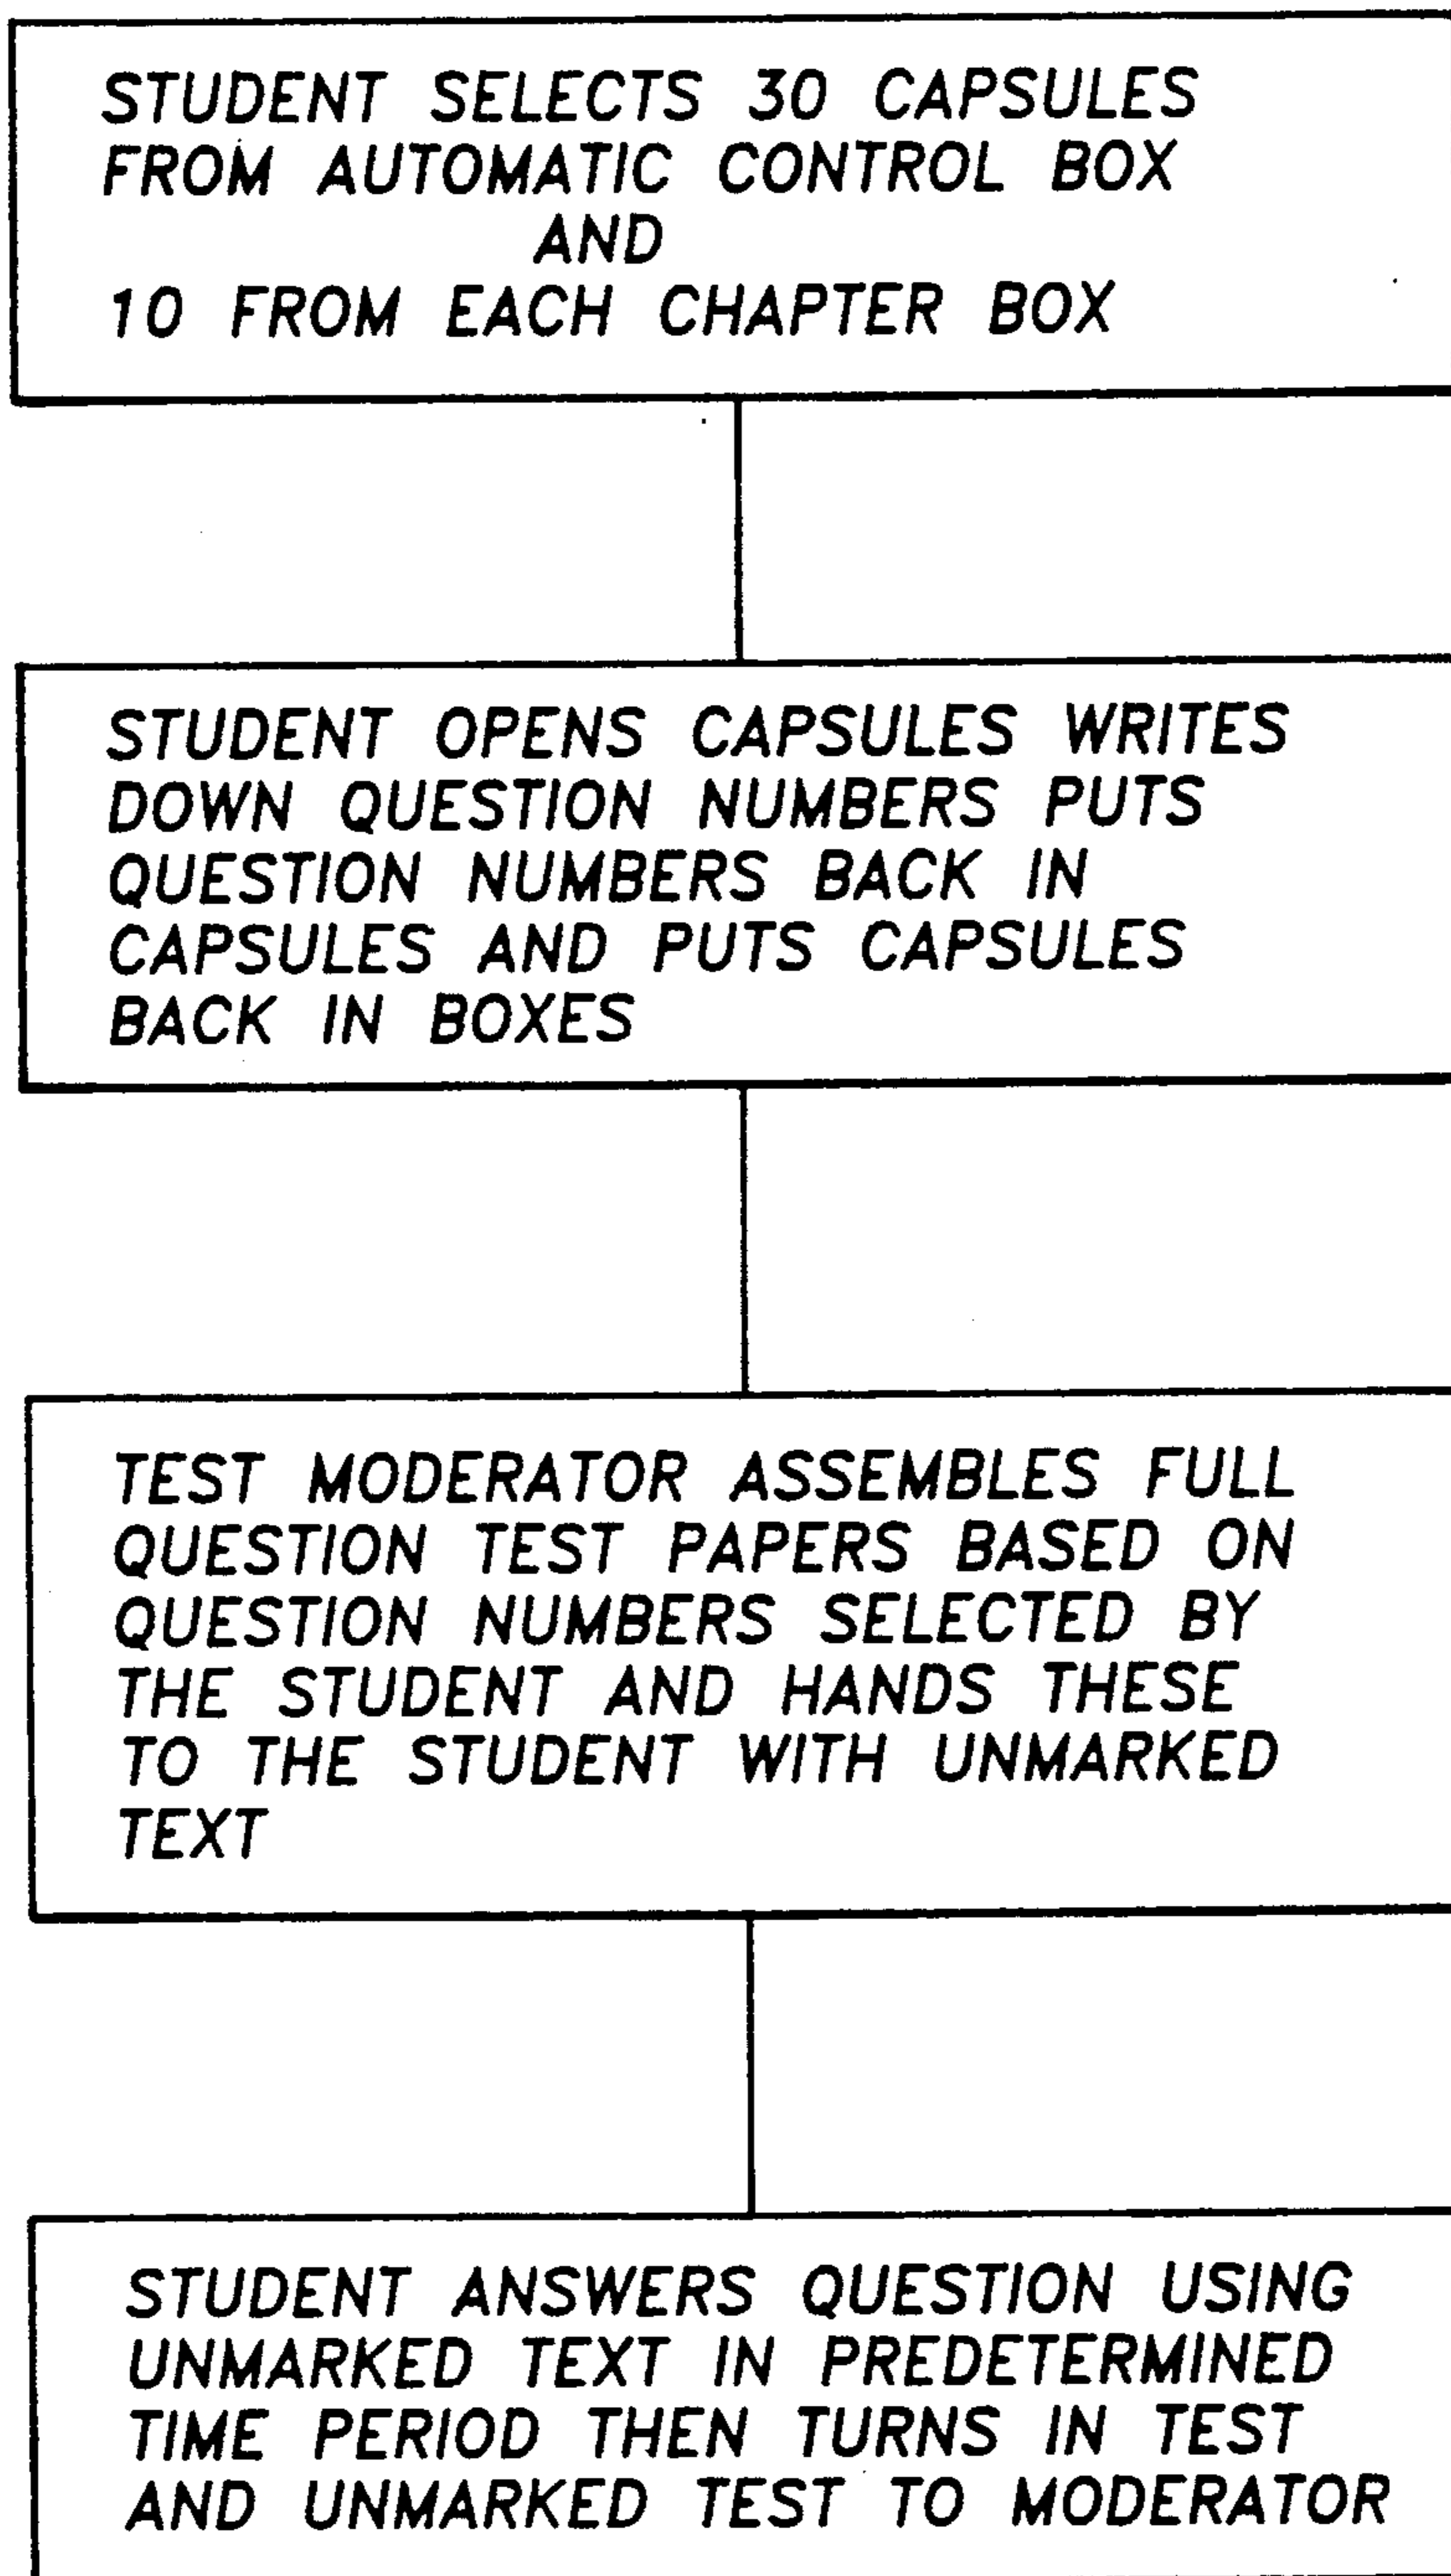 STUDENT SELECTS 30 CAPSULES
FROM AUTOMATIC CONTROL BOX
AND
10 FROM EACH CHAPTER BOX
STUDENT OPENS CAPSULES WRITES
DOWN QUESTION NUMBERS PUTS
QUESTION NUMBERS BACK IN
CAPSULES AND PUTS CAPSULES
BACK IN BOXES
TEST MODERATOR ASSEMBLES FULL
QUESTION TEST PAPERS BASED ON
QUESTION NUMBERS SELECTED BY
THE STUDENT AND HANDS THESE
TO THE STUDENT WITH UNMARKED
TEXT
STUDENT ANSWERS QUESTION USING
UNMARKED TEXT IN PREDETERMINED
TIME PERIOD THEN TURNS IN TEST
AND UNMARKED TEST TO MODERATOR